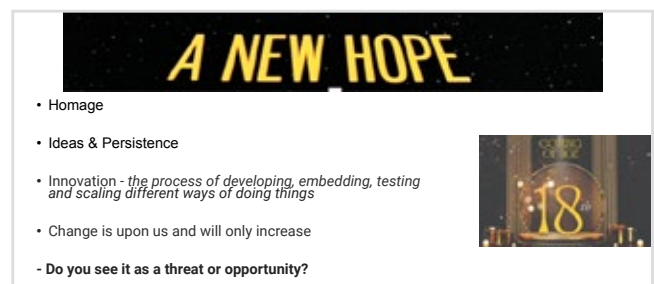 A NEW HOPE
• Homage
• Ideas & Persistence
• Innovation - the process of developing, embedding, testing
and scaling different ways of doing things
• Change is upon us and will only increase
18th
- Do you see it as a threat or opportunity?